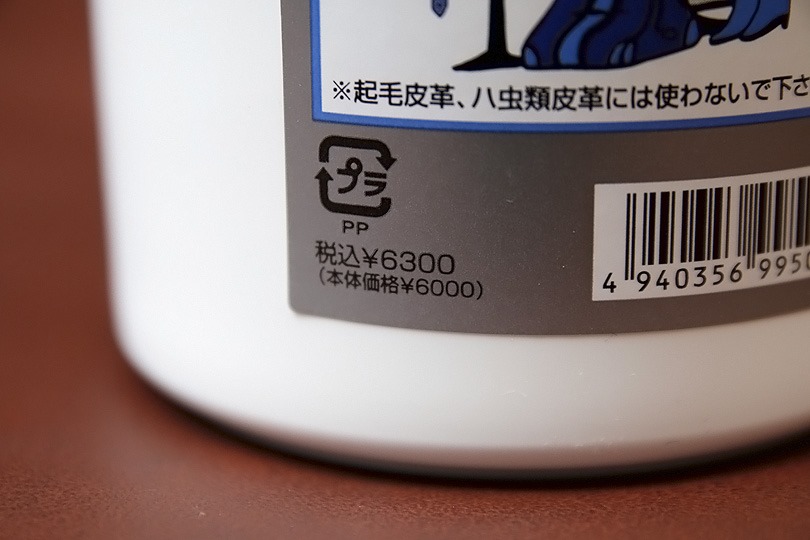 ※起毛皮革、ハ虫類皮革には使わないで下さ
プラ
PP
税込¥6300
(本体価格¥6000)
4 940356 9950